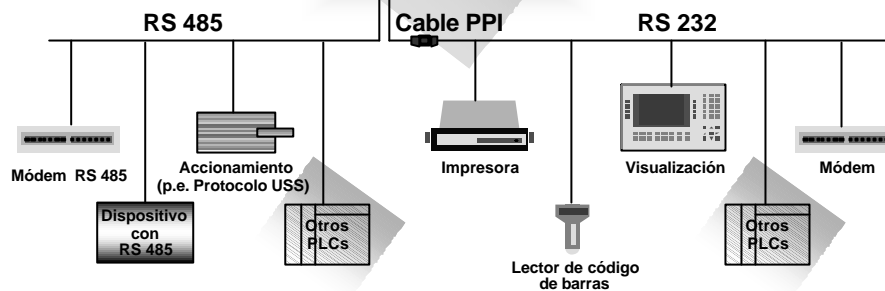 RS 485
Cable PPI
RS 232
Módem RS 485
Accionamiento
(p.e. Protocolo USS)
Impresora
Visualización
Módem
Dispositivo
con
RS 485
Otros
PLCs
Lector de código
de barras
Otros
PLCs